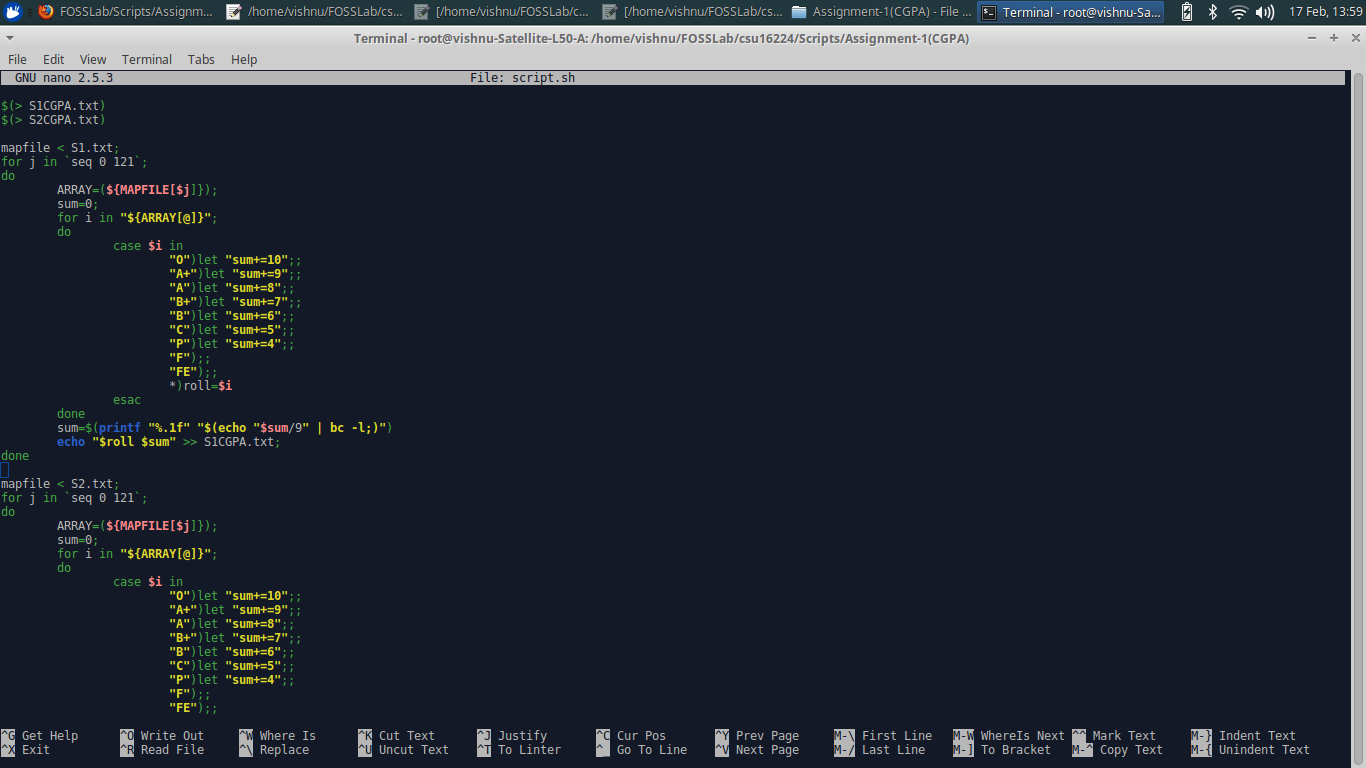 FOSSLab/Scripts/Assignm... /home/vishnu/FOSSLab/cs... [/home/vishnu/FOSSLab/c... [/home/vishnu/FOSSLab/cs... Assignment-1(CGPA) - File ... Terminal - root@vishnu-Sa... 17 Feb, 13:59
Terminal - root@vishnu-Satellite-L50-A: /home/vishnu/FOSSLab/csu16224/Scripts/Assignment-1(CGPA)
File Edit View Terminal Tabs Help
GNU nano 2.5.3 File: script.sh
$(> S1CGPA.txt)
$(> S2CGPA.txt)
mapfile < S1.txt;
for j in `seq 0 121`;
do
ARRAY=(${MAPFILE[$j]});
sum=0;
for i in "${ARRAY[@]}";
do
case $i in
"O")let "sum+=10";;
"A+")let "sum+=9";;
"A")let "sum+=8";;
"B+")let "sum+=7";;
"B")let "sum+=6";;
"C")let "sum+=5";;
"P")let "sum+=4";;
"F");;
"FE");;
*)roll=$i
esac
done
sum=$(printf "%.1f" "$(echo "$sum/9" | bc -l;)")
echo "$roll $sum" >> S1CGPA.txt;
done
mapfile < S2.txt;
for j in `seq 0 121`;
do
ARRAY=(${MAPFILE[$j]});
sum=0;
for i in "${ARRAY[@]}";
do
case $i in
"O")let "sum+=10";;
"A+")let "sum+=9";;
"A")let "sum+=8";;
"B+")let "sum+=7";;
"B")let "sum+=6";;
"C")let "sum+=5";;
"P")let "sum+=4";;
"F");;
"FE");;
^G Get Help ^O Write Out ^W Where Is ^K Cut Text ^J Justify ^C Cur Pos ^Y Prev Page M-\ First Line M-W WhereIs Next ^^ Mark Text M-} Indent Text
^X Exit ^R Read File ^\ Replace ^U Uncut Text ^T To Linter ^_ Go To Line ^V Next Page M-/ Last Line M-] To Bracket M-^ Copy Text M-{ Unindent Text